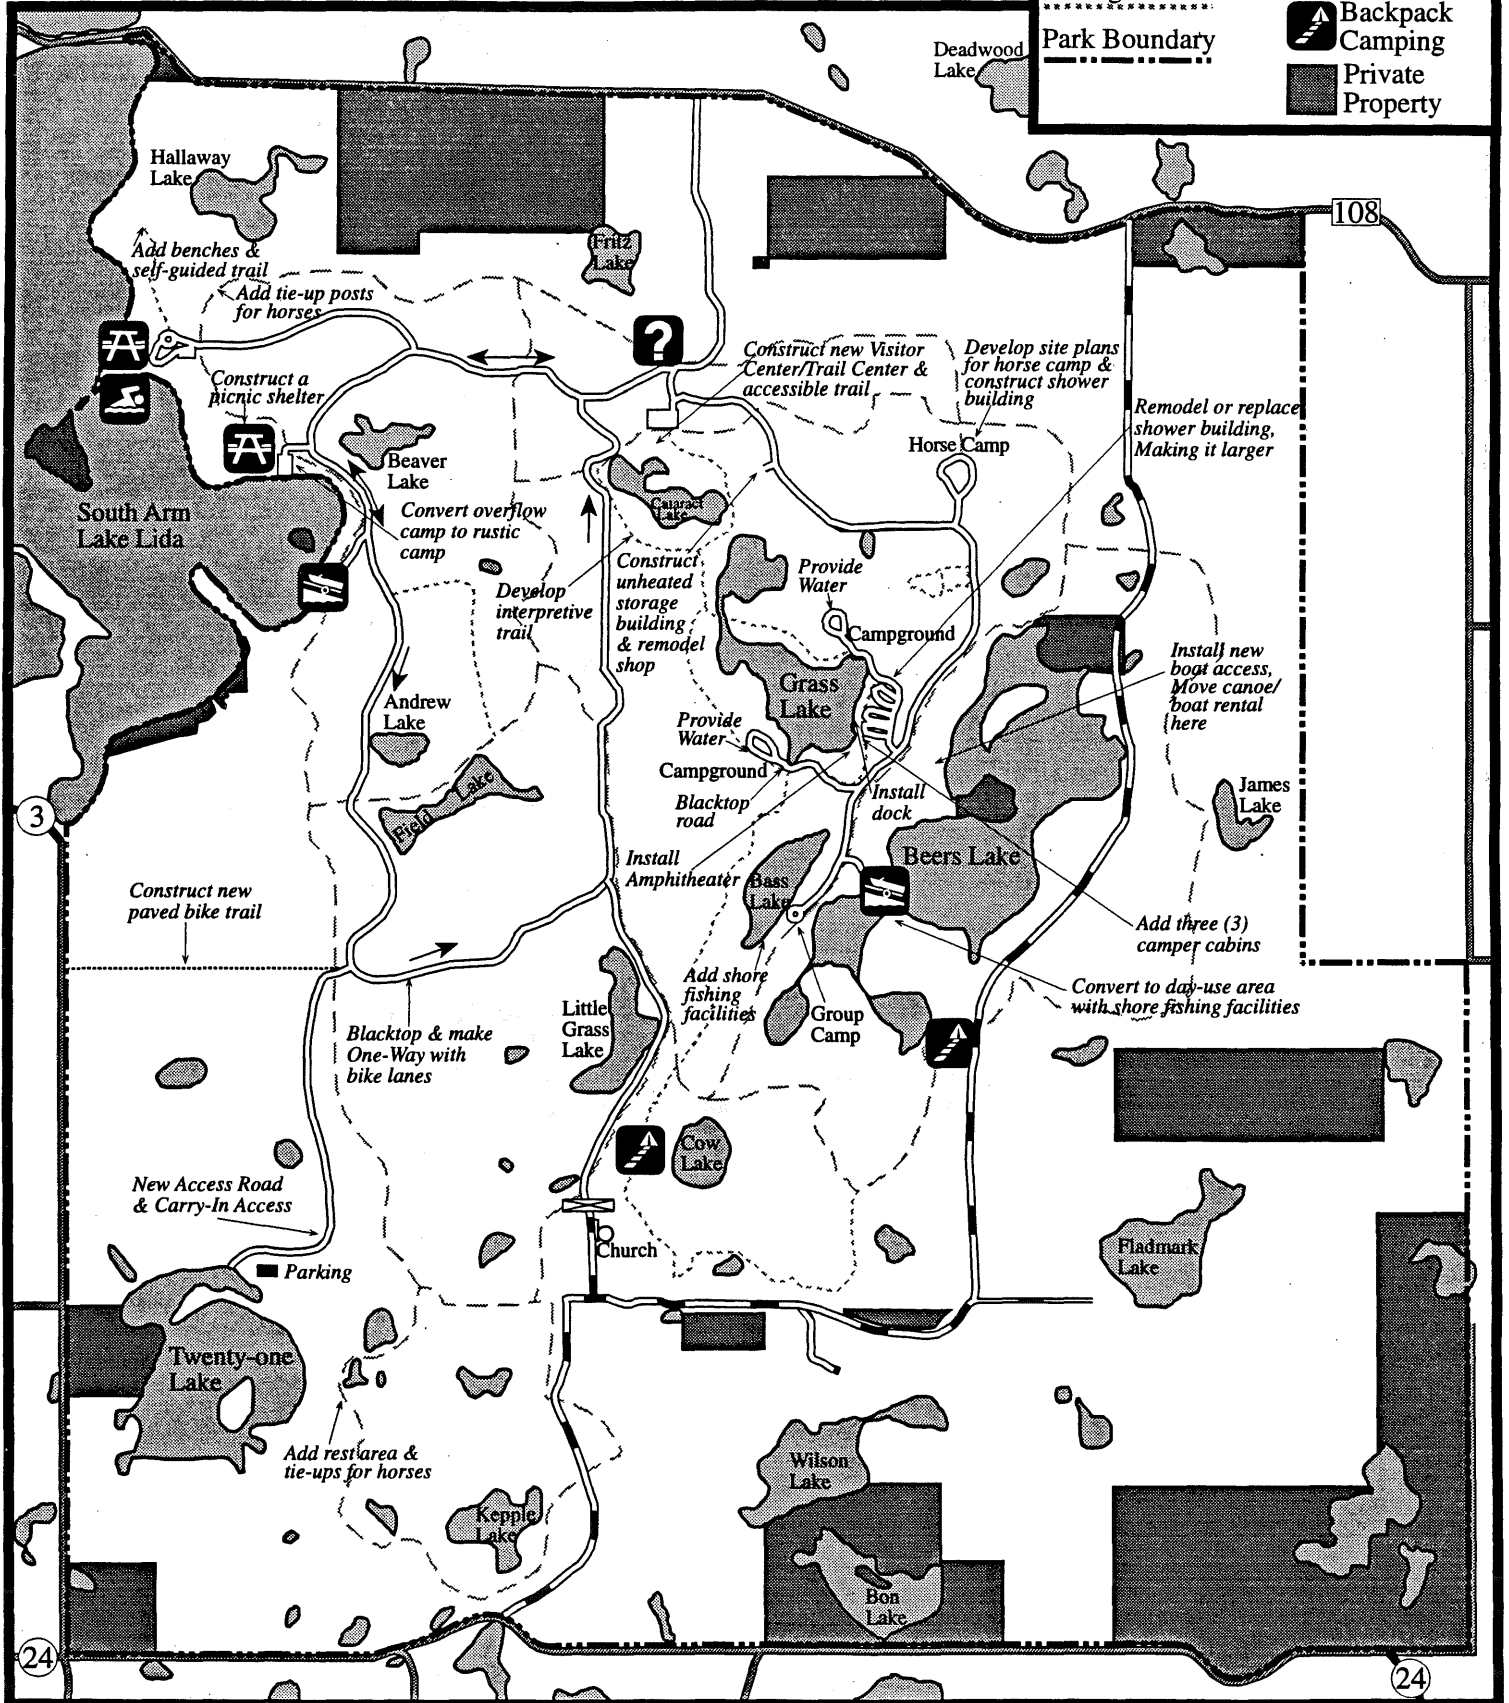 Backpack
Camping
Park Boundary
Private
Property
Deadwood
Lake
108
Hallaway
Lake
Fritz
Lake
Add benches &
self-guided trail
Add tie-up posts
for horses
?
Construct new Visitor
Center/Trail Center &
accessible trail
Develop site plans
for horse camp &
construct shower
building
Construct a
picnic shelter
Remodel or replace
shower building,
Making it larger
Horse Camp
Beaver
Lake
Cataract
Lake
South Arm
Lake Lida
Convert overflow
camp to rustic
camp
Construct
unheated
storage
building
& remodel
shop
Provide
Water
Develop
interpretive
trail
Campground
Install new
boat access,
Move canoe/
boat rental
here
Grass
Lake
Andrew
Lake
Provide
Water
Campground
Blacktop
road
Install
dock
James
Lake
Field Lake
3
Beers Lake
Install
Amphitheater
Bass
Lake
Construct new
paved bike trail
Add three (3)
camper cabins
Add shore
fishing
facilities
Convert to day-use area
with shore fishing facilities
Little
Grass
Lake
Group
Camp
Blacktop & make
One-Way with
bike lanes
Cow
Lake
New Access Road
& Carry-In Access
Church
Fladmark
Lake
Parking
Twenty-one
Lake
Add rest area &
tie-ups for horses
Wilson
Lake
Kepple
Lake
Bon
Lake
24
24